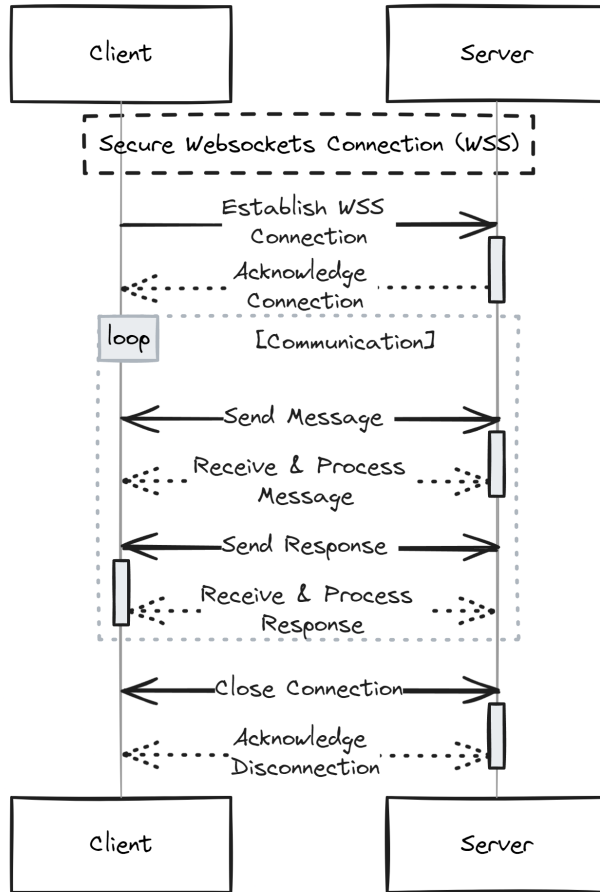 Client
Server
Secure Websockets Connection (WSS)
Establish WSS
Connection
Acknowledge
Connection
loop
[Communication]
Send Message
Receive & Process
Message
Send Response
Receive & Process
Response
Close Connection
Acknowledge
Disconnection
Client
Server